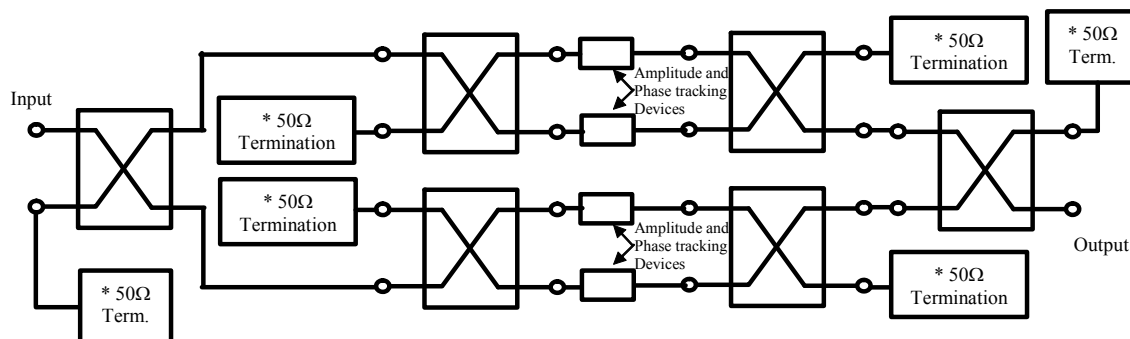 * 50Ω
Termination
* 50Ω
Term.
Input
Amplitude and
Phase tracking
Devices
* 50Ω
Termination
* 50Ω
Termination
Amplitude and
Phase tracking
Devices
Output
* 50Ω
Termination
* 50Ω
Term.